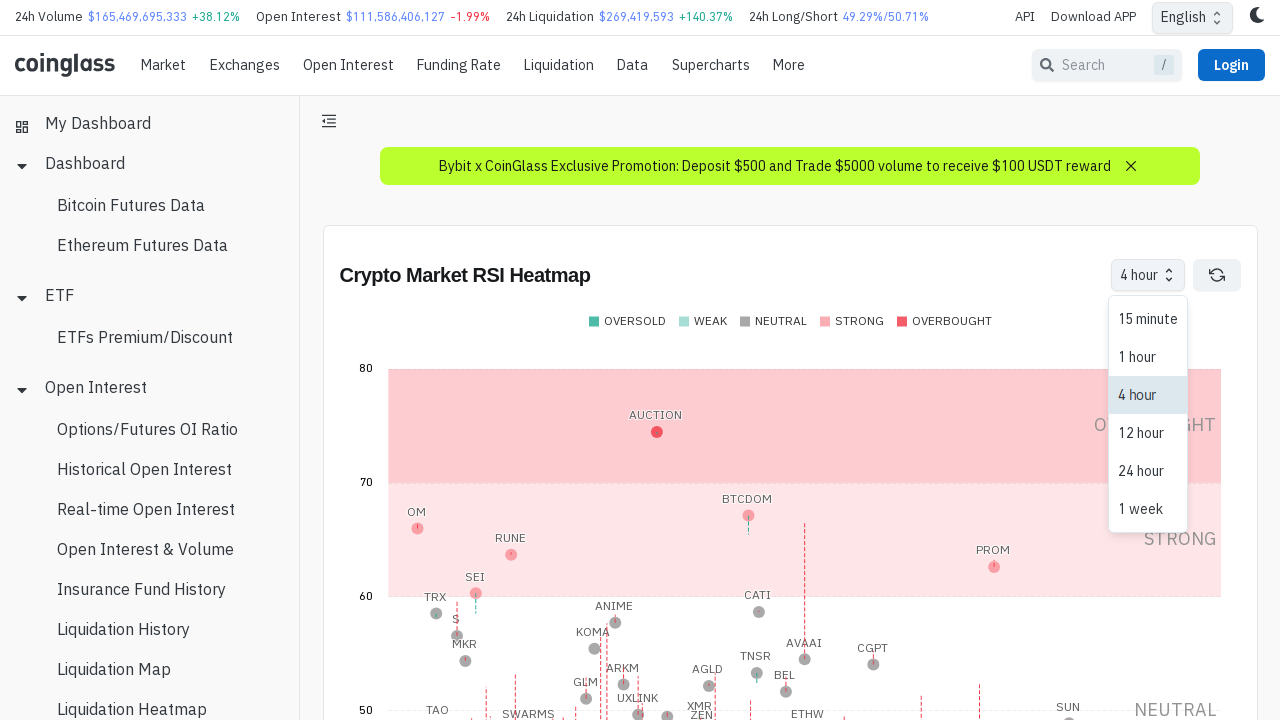 24h Volume $165,469,695,333 +38.12% Open Interest $111,586,406,127 -1.99% 24h Liquidation $269,419,593 +140.37% 24h Long/Short 49.29%/50.71% API Download APP English
coinglass Market Exchanges Open Interest Funding Rate Liquidation Data Supercharts More Search / Login
My Dashboard
Dashboard
Bitcoin Futures Data
Ethereum Futures Data
ETF
ETFs Premium/Discount
Open Interest
Options/Futures OI Ratio
Historical Open Interest
Real-time Open Interest
Open Interest & Volume
Insurance Fund History
Liquidation History
Liquidation Map
Liquidation Heatmap
Bybit x CoinGlass Exclusive Promotion: Deposit $500 and Trade $5000 volume to receive $100 USDT reward
Crypto Market RSI Heatmap
4 hour
15 minute
1 hour
4 hour
12 hour
24 hour
1 week
OVERSOLD WEAK NEUTRAL STRONG OVERBOUGHT
80
AUCTION
70
BTCDOM
OM
RUNE
STRONG
PROM
SEI
60
TRX
CATI
ANIME
S
KOMA
MKR
AVAAI
CGPT
TNSR
ARKM
AGLD
BEL
GLM
UXLINK
XMR
SUN
50
TAO
SWARMS
ZEN
ETHW
NEUTRAL